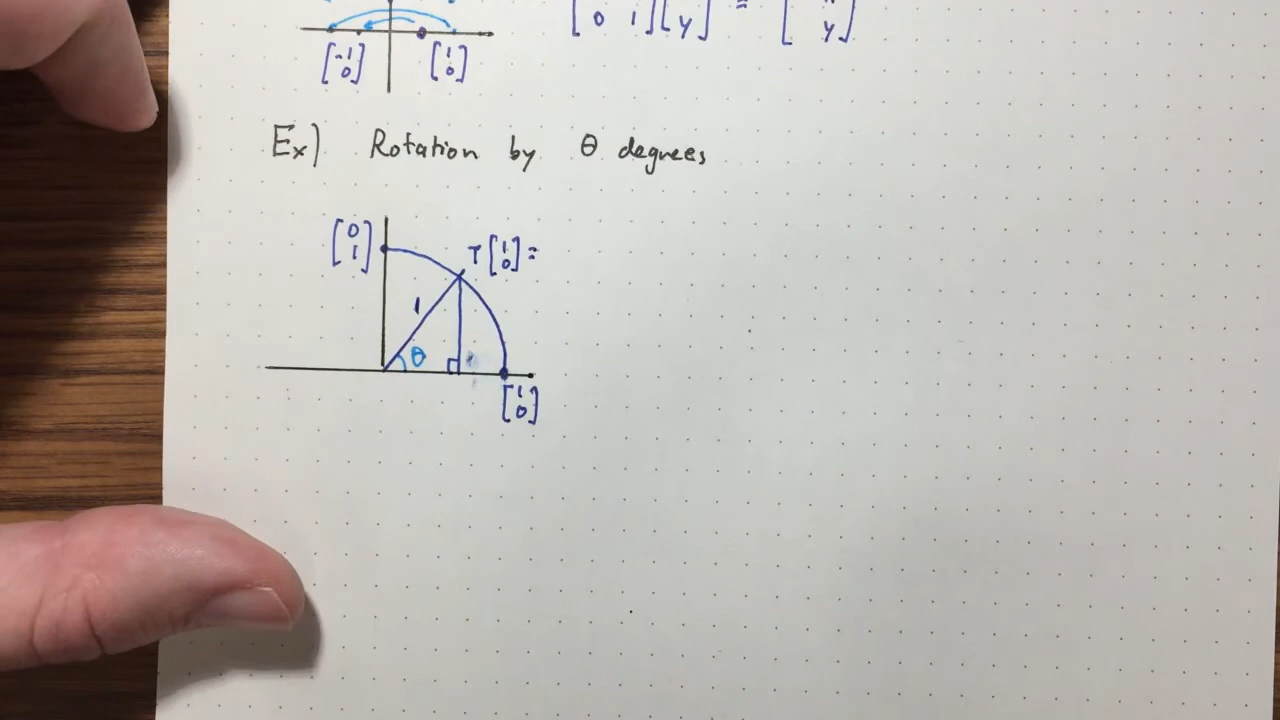 [0 1][y] = [y]
[-1 0] [1 0]
Ex) Rotation by θ degrees
[0 1] T[1 0] =
1
θ
[1 0]